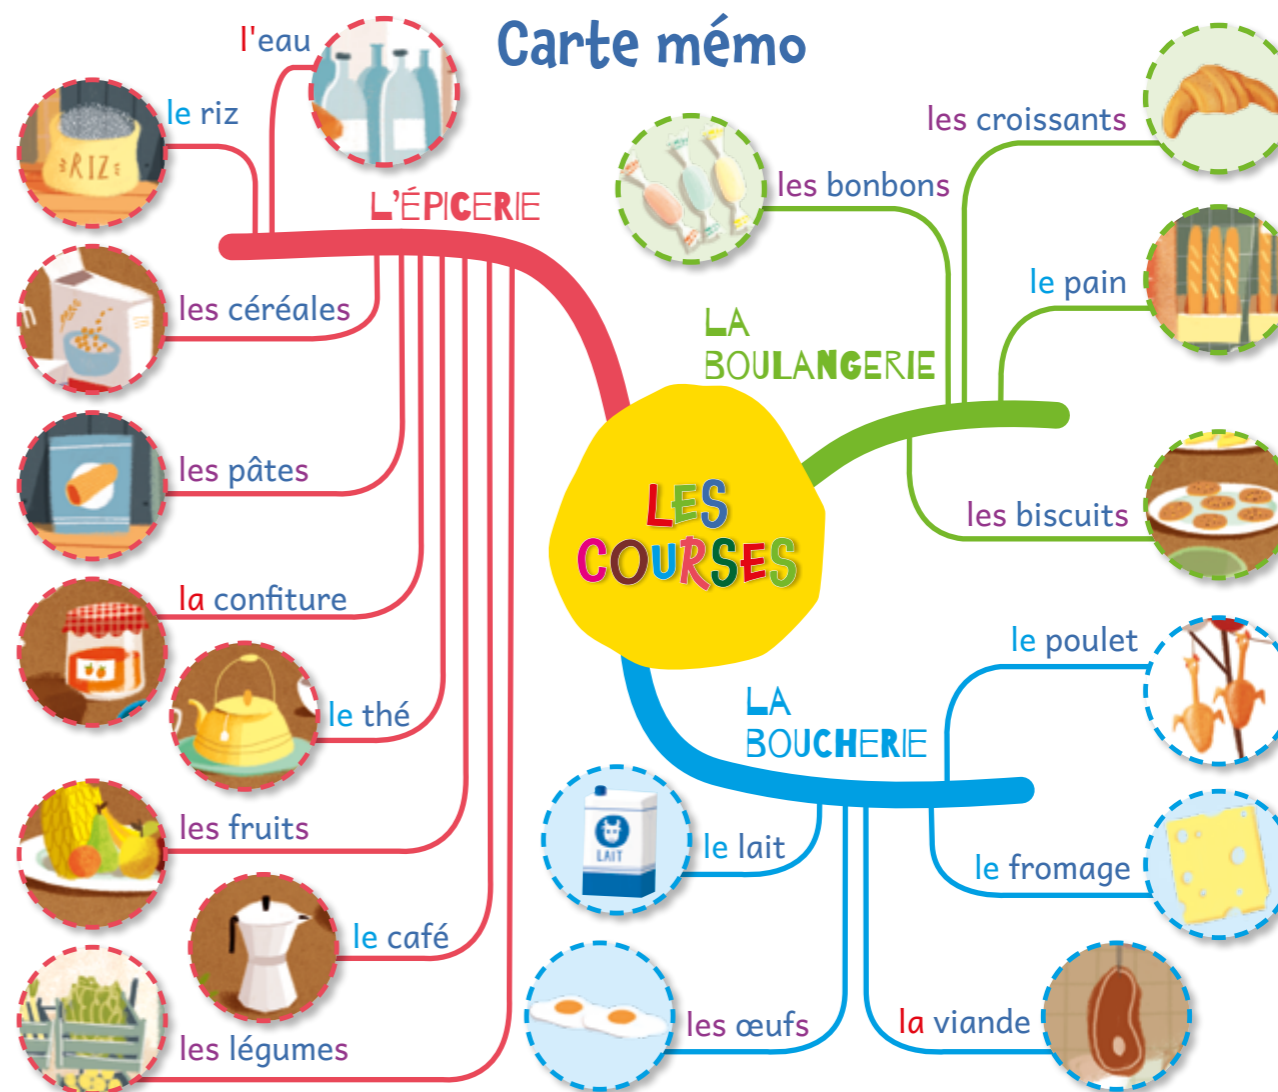 Carte mémo
l'eau
le riz
RIZ
L'ÉPICERIE
les céréales
les pâtes
la confiture
le thé
les fruits
le café
les légumes
LES
COURSES
les croissants
les bonbons
le pain
LA
BOULANGERIE
les biscuits
le poulet
LA
BOUCHERIE
le lait
LAIT
le fromage
les œufs
la viande